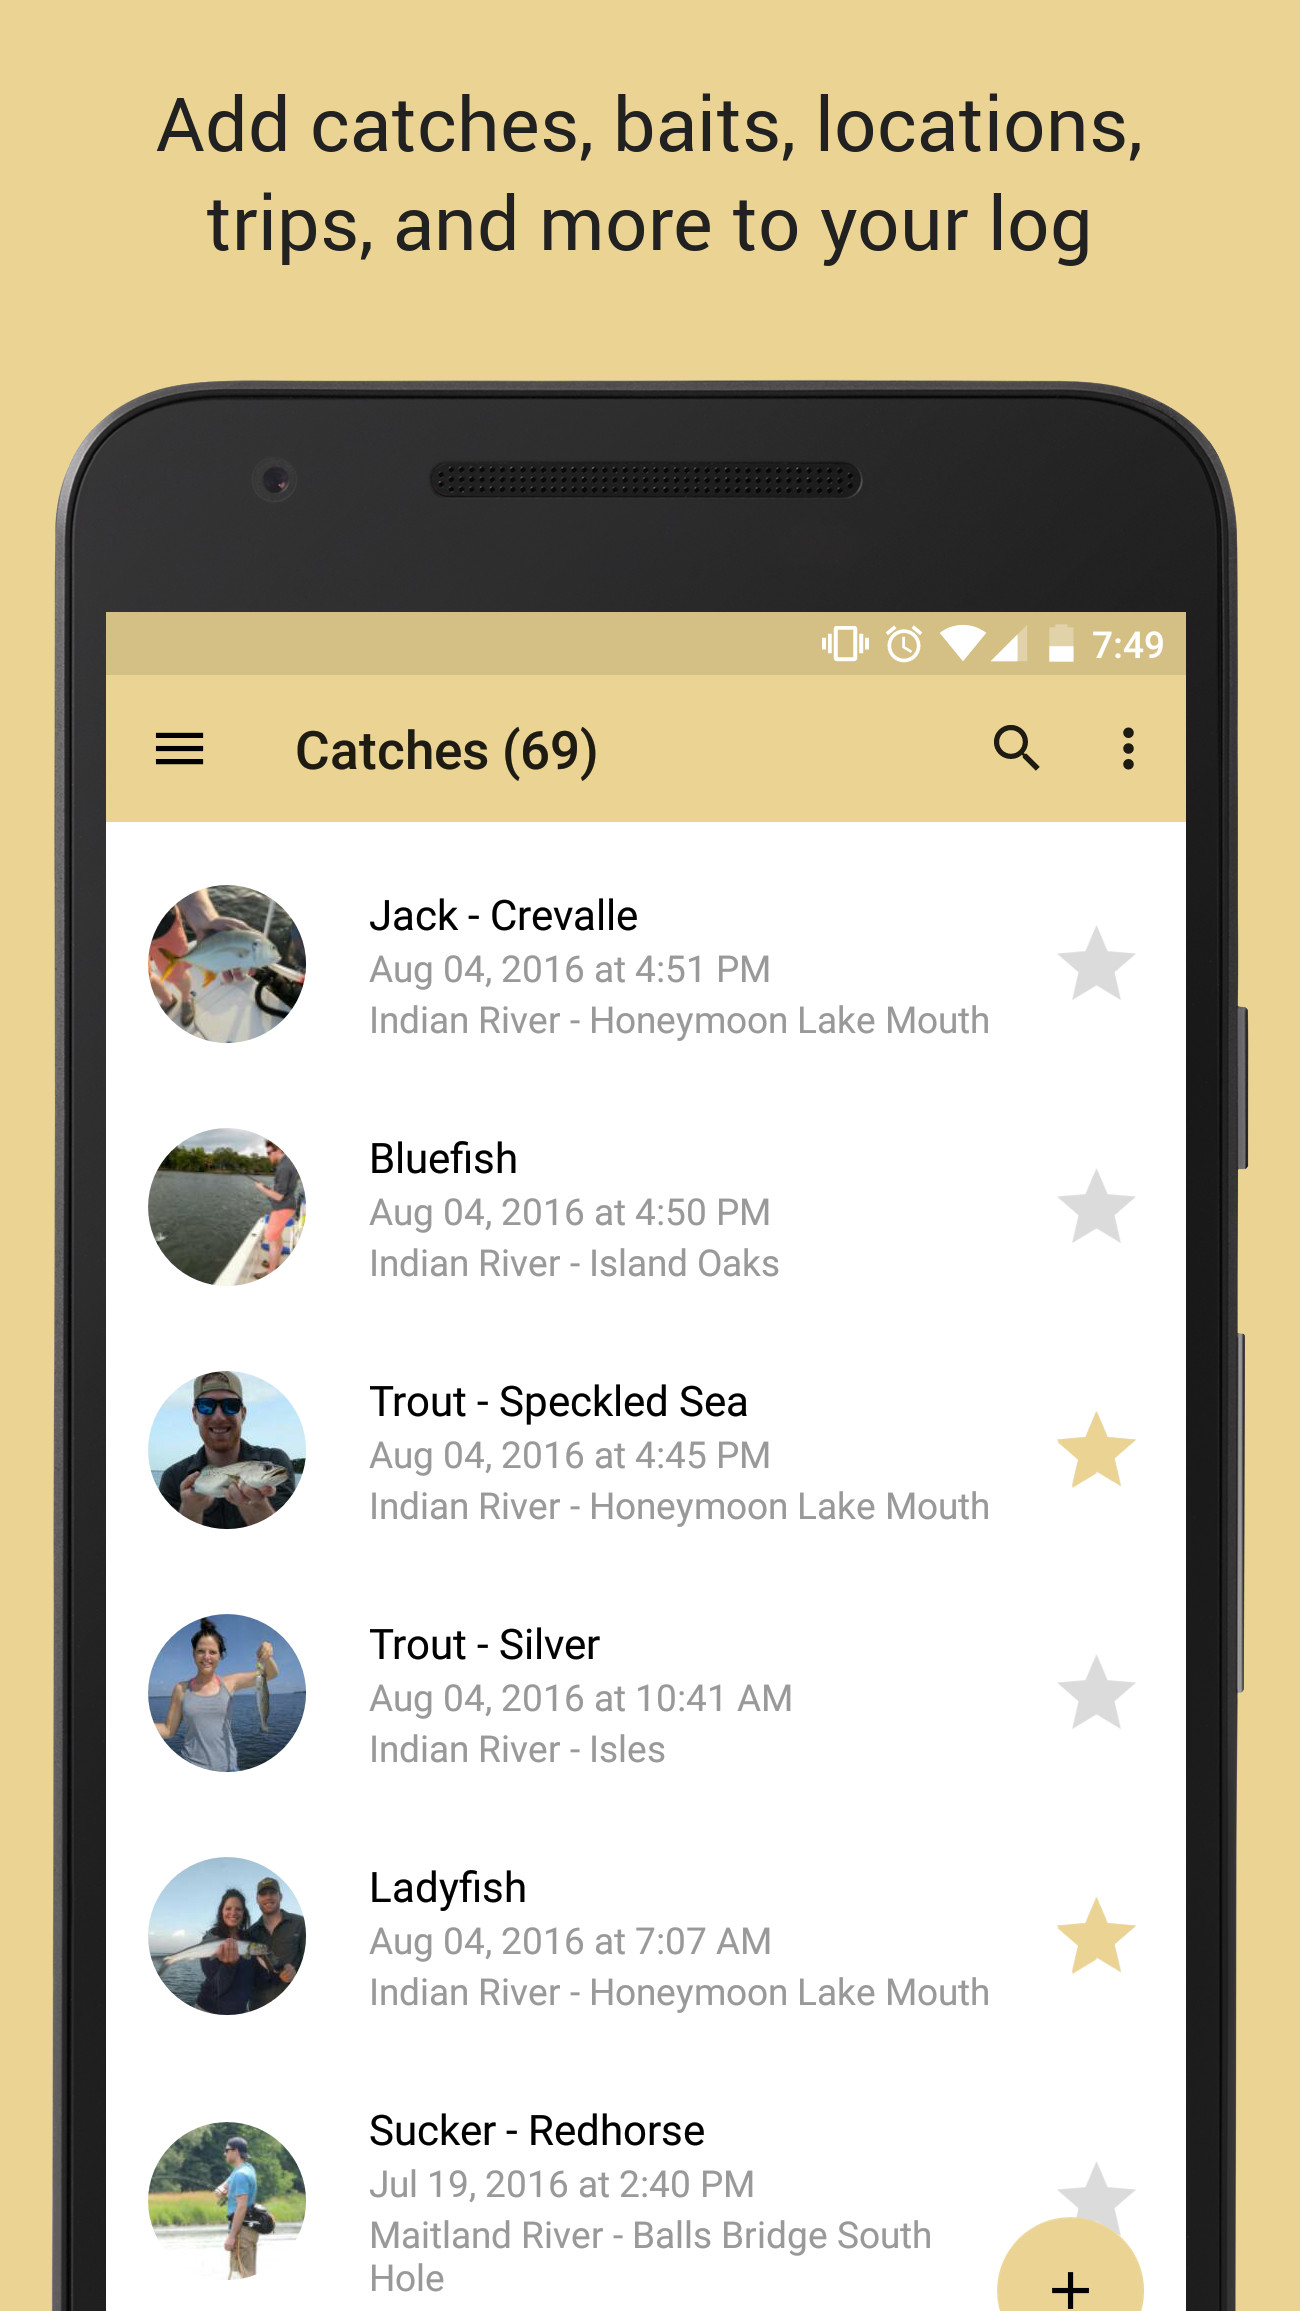 Add catches, baits, locations,
trips, and more to your log
7:49
Catches (69)
Jack - Crevalle
Aug 04, 2016 at 4:51 PM
Indian River - Honeymoon Lake Mouth
Bluefish
Aug 04, 2016 at 4:50 PM
Indian River - Island Oaks
Trout - Speckled Sea
Aug 04, 2016 at 4:45 PM
Indian River - Honeymoon Lake Mouth
Trout - Silver
Aug 04, 2016 at 10:41 AM
Indian River - Isles
Ladyfish
Aug 04, 2016 at 7:07 AM
Indian River - Honeymoon Lake Mouth
Sucker - Redhorse
Jul 19, 2016 at 2:40 PM
Maitland River - Balls Bridge South
Hole